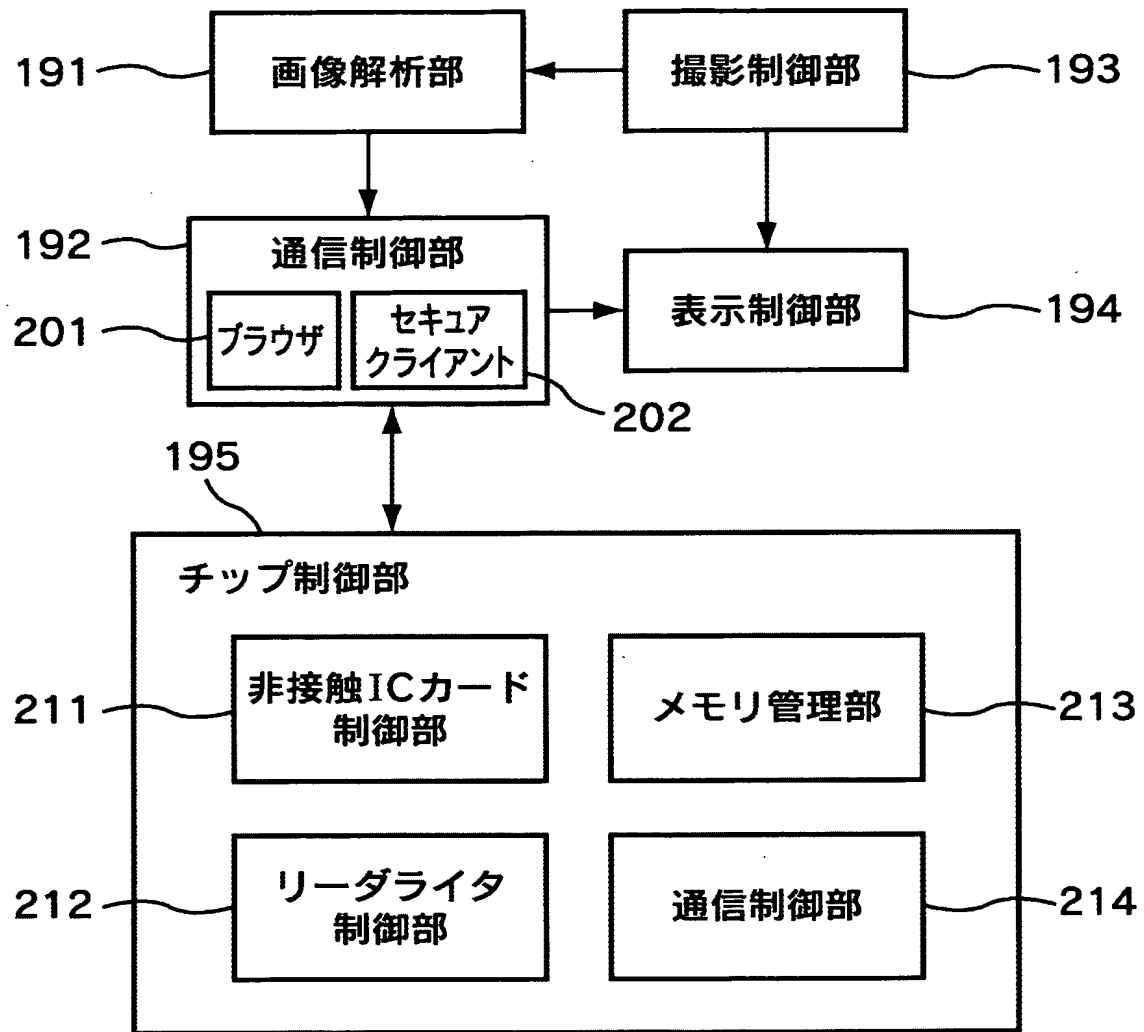 191
画像解析部
撮影制御部
193
192
通信制御部
201
ブラウザ
セキュア
クライアント
202
表示制御部
194
195
チップ制御部
211
非接触ICカード
制御部
メモリ管理部
213
212
リーダライタ
制御部
通信制御部
214